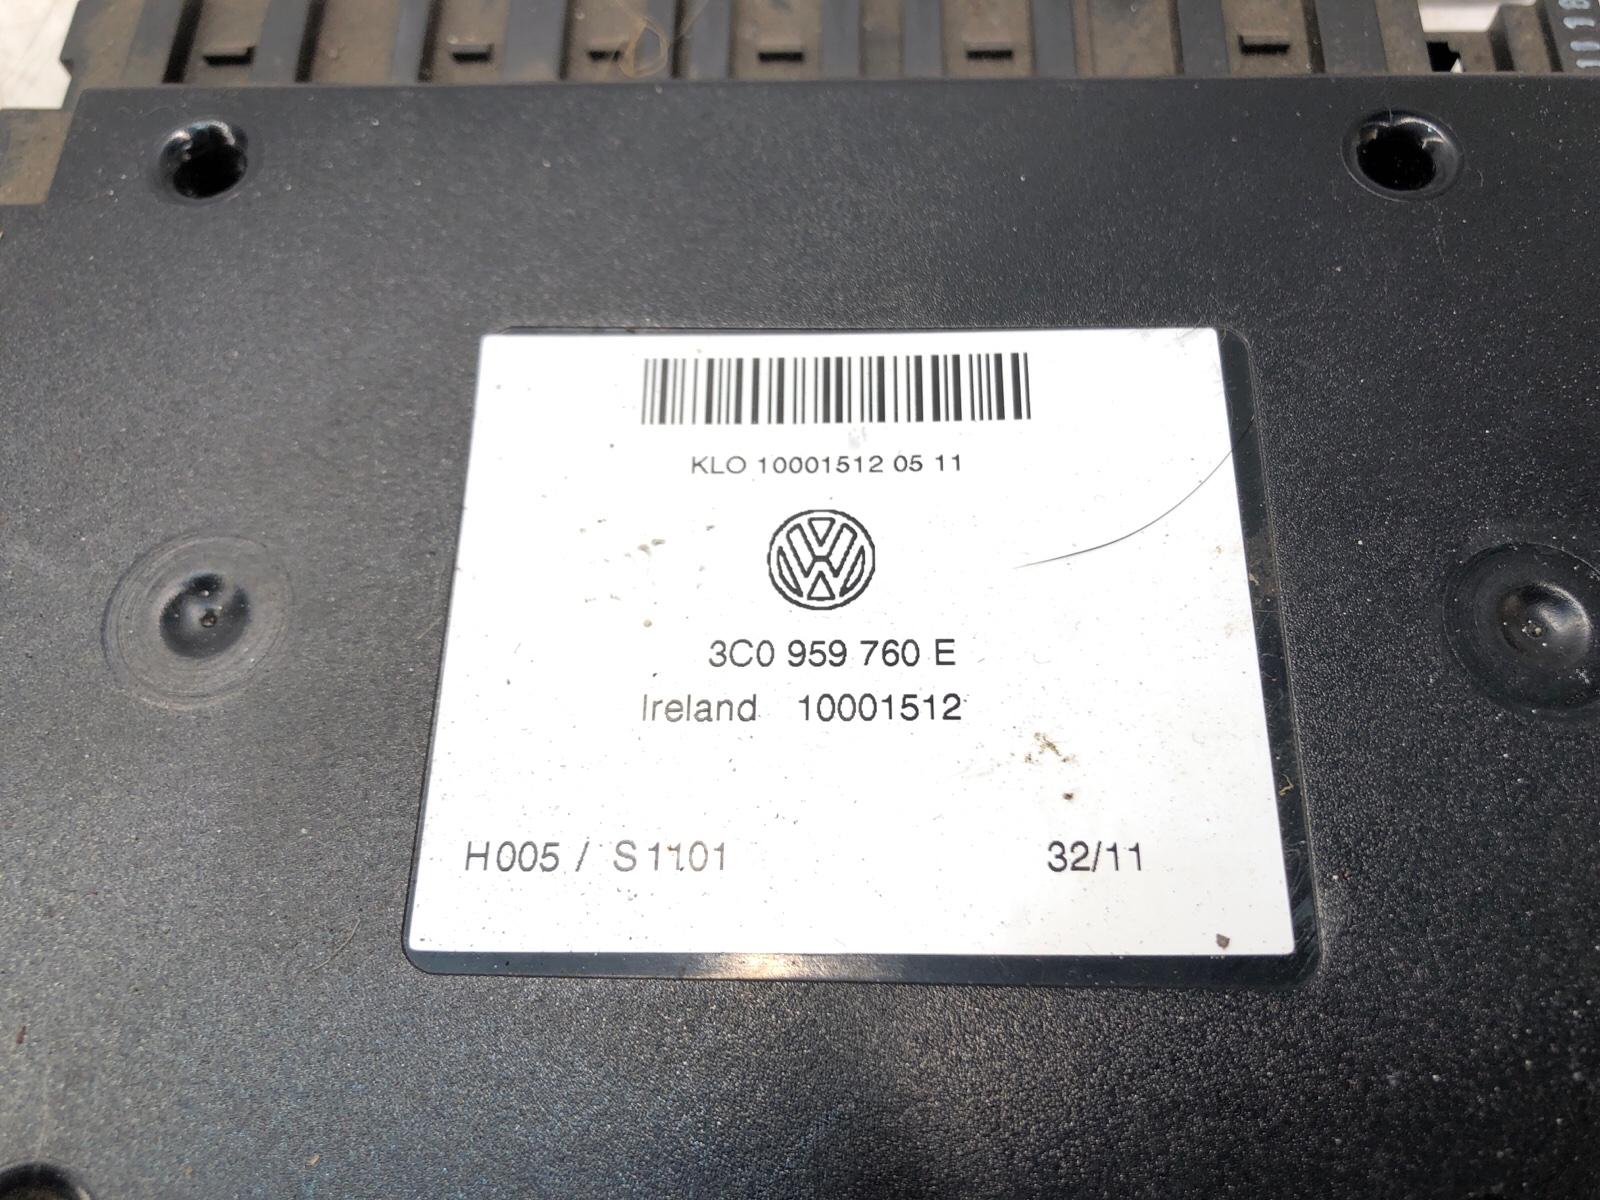 KLO 10001512 05 11
3C0 959 760 E
Ireland 10001512
H005 / S1101
32/11